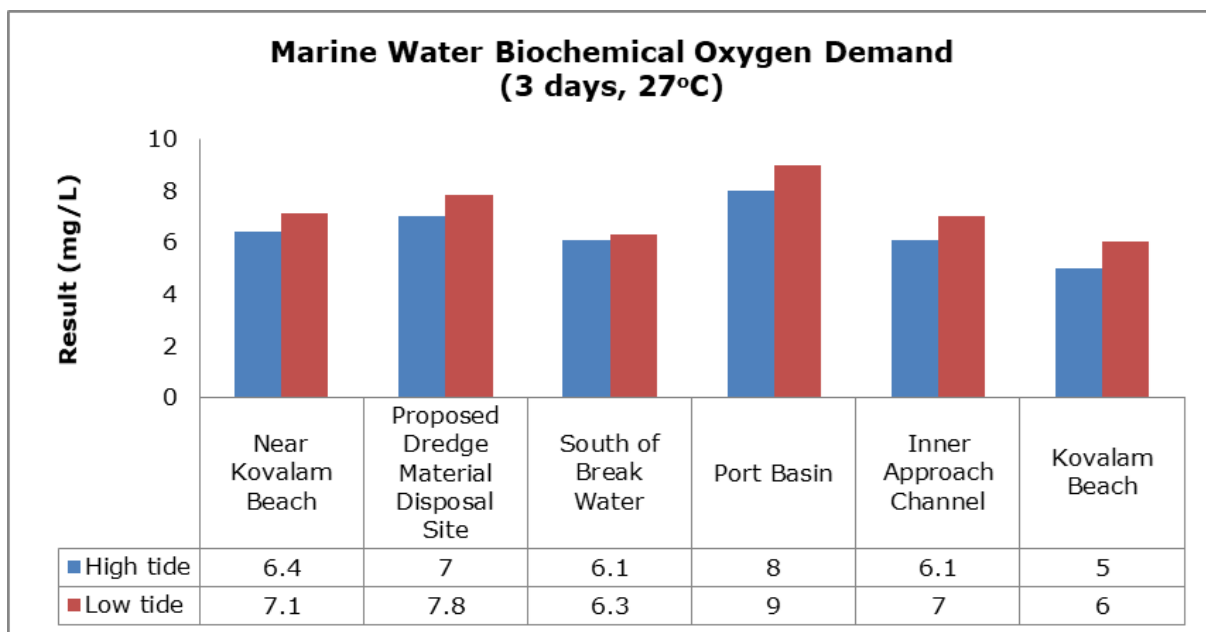 Marine Water Biochemical Oxygen Demand
(3 days, 27°C)
Result (mg/L)
10
8
6
4
2
0
Near Kovalam Beach
Proposed Dredge Material Disposal Site
South of Break Water
Port Basin
Inner Approach Channel
Kovalam Beach
High tide 6.4 7 6.1 8 6.1 5
Low tide 7.1 7.8 6.3 9 7 6